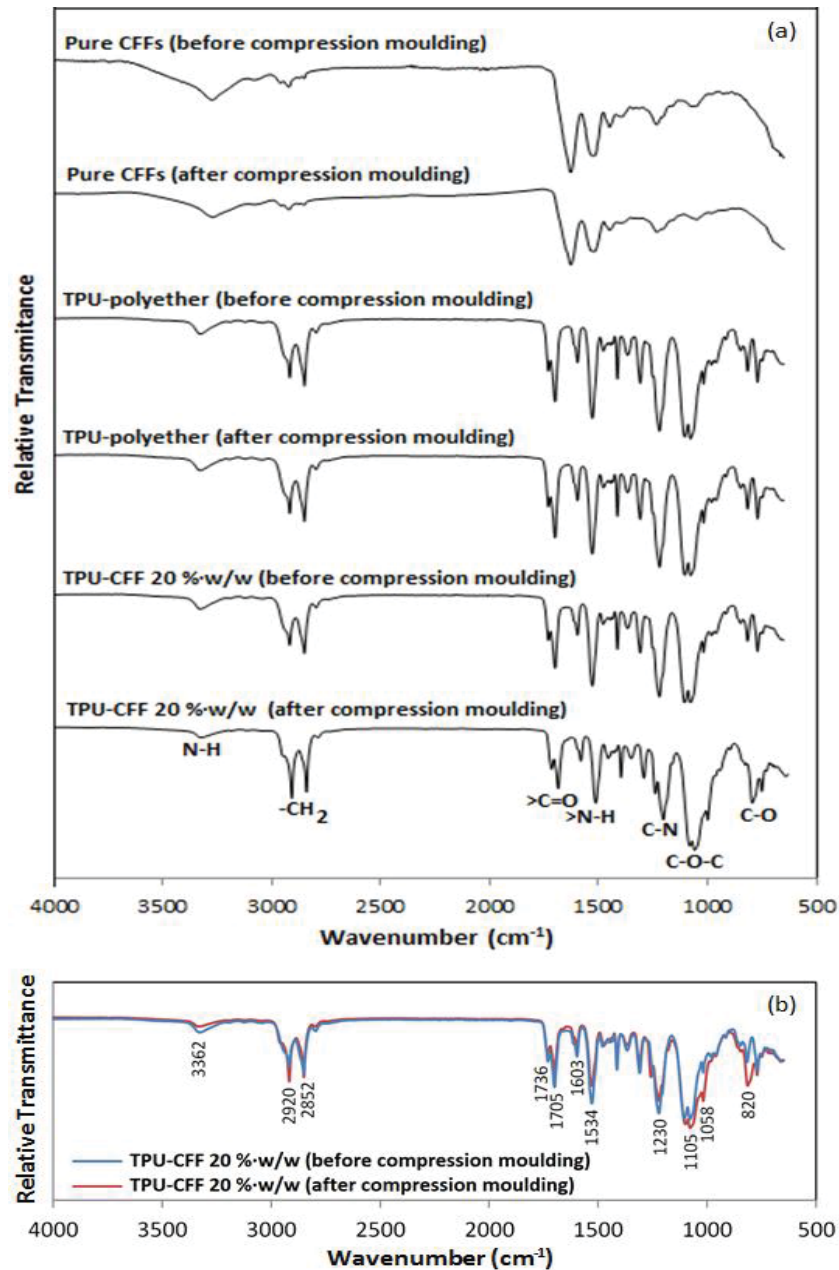 (a)
Pure CFFs (before compression moulding)
Pure CFFs (after compression moulding)
TPU-polyether (before compression moulding)
TPU-polyether (after compression moulding)
TPU-CFF 20 %·w/w (before compression moulding)
TPU-CFF 20 %·w/w (after compression moulding)
N-H
-CH2
>C=O
>N-H
C-N
C-O-C
C-O
Relative Transmitance
4000 3500 3000 2500 2000 1500 1000 500
Wavenumber (cm-1)
(b)
3362
2920
2852
1736
1705
1603
1534
1230
1105
1058
820
TPU-CFF 20 %·w/w (before compression moulding)
TPU-CFF 20 %·w/w (after compression moulding)
Relative Transmittance
4000 3500 3000 2500 2000 1500 1000 500
Wavenumber (cm-1)